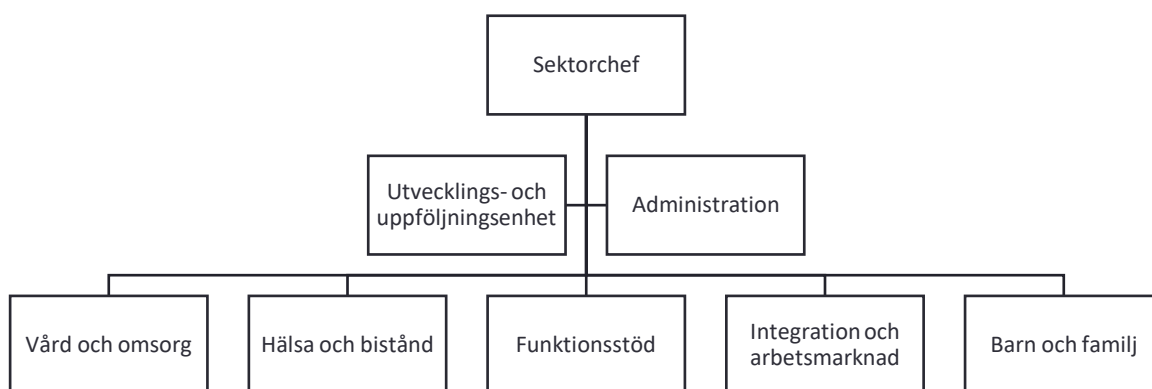 Sektorchef
Utvecklings- och
uppföljningsenhet
Administration
Vård och omsorg
Hälsa och bistånd
Funktionsstöd
Integration och
arbetsmarknad
Barn och familj